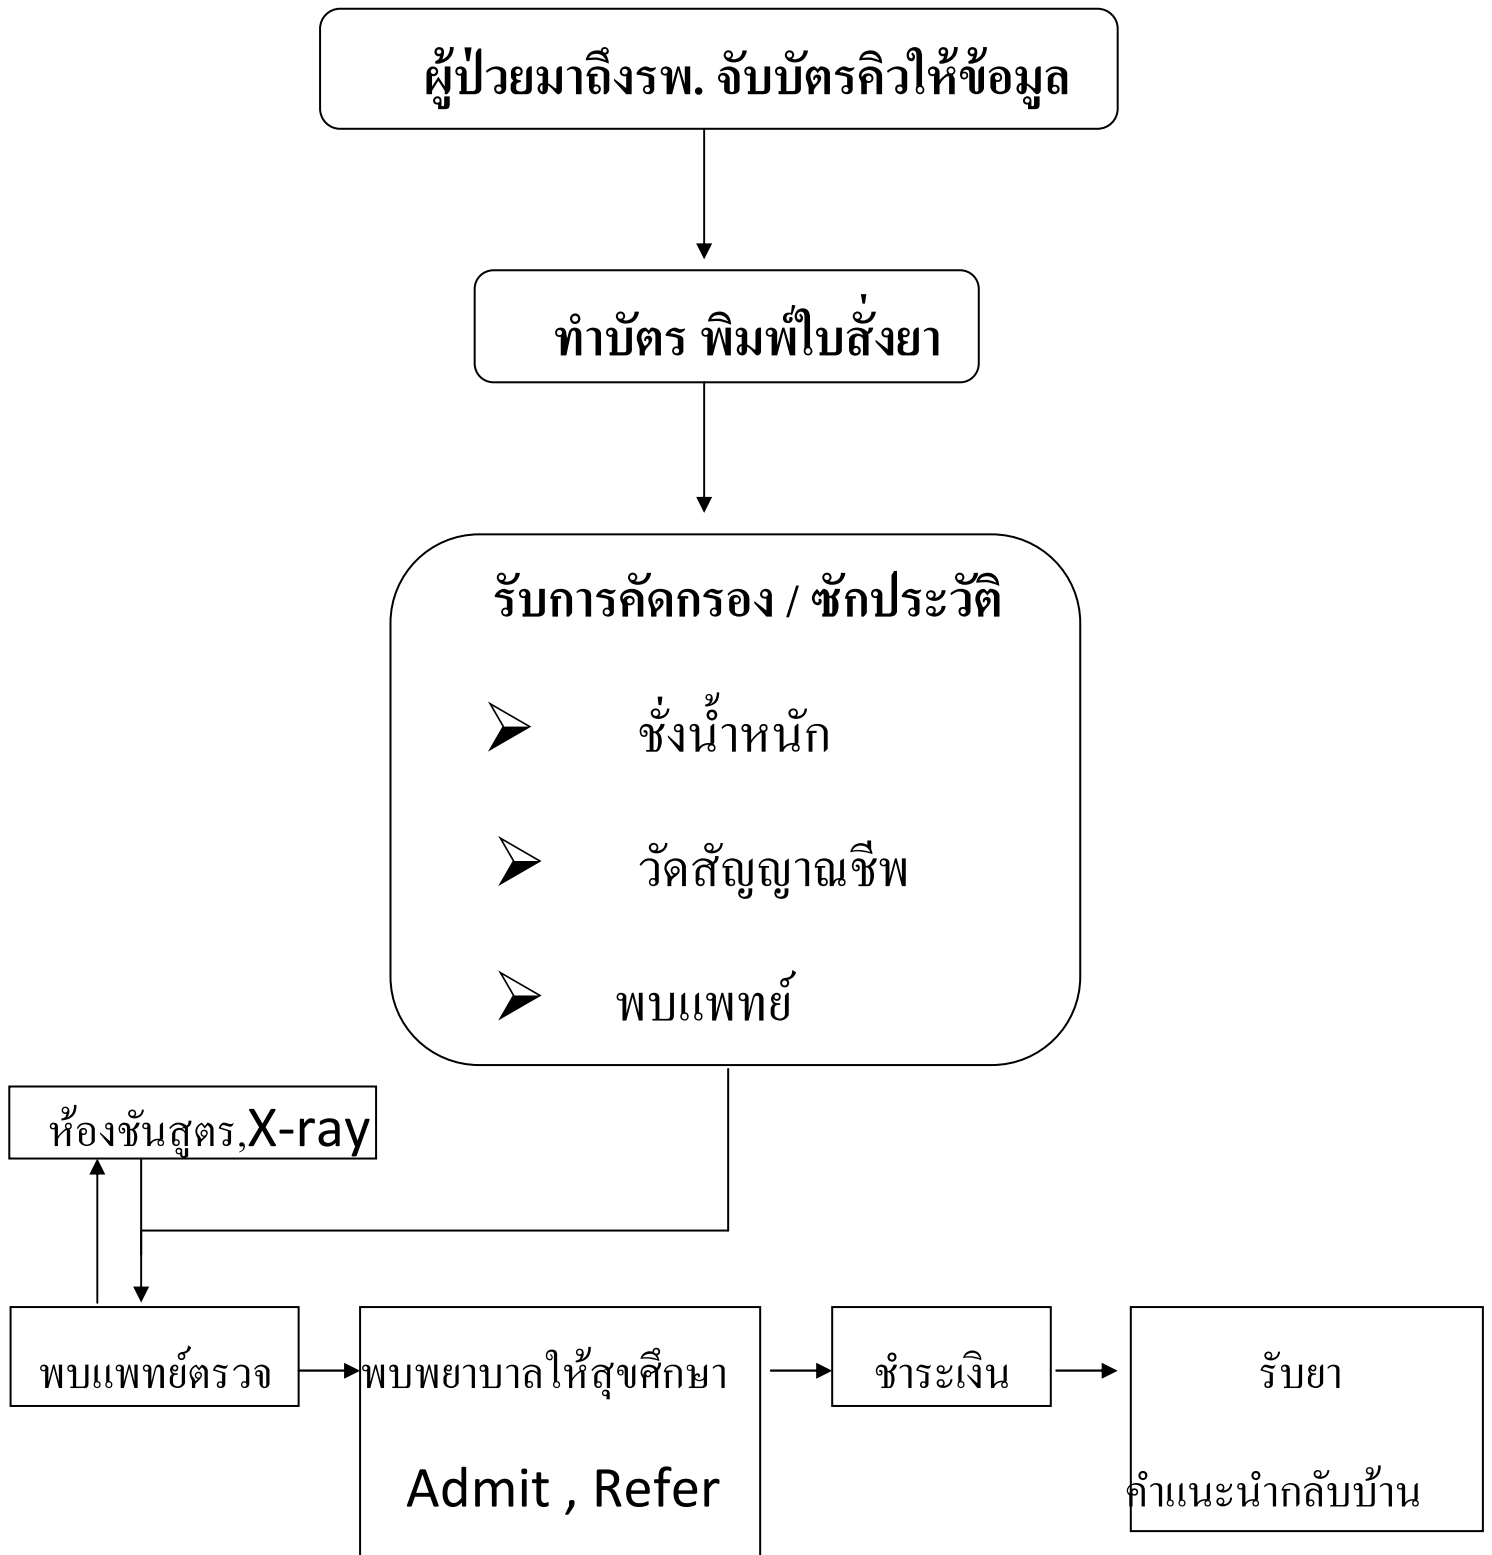 ผู้ป่วยมาถึงรพ. จับบัตรคิวให้ข้อมูล
ทำบัตร พิมพ์ใบสั่งยา
รับการคัดกรอง / ซักประวัติ
ชั่งน้ำหนัก
วัดสัญญาณชีพ
พบแพทย์
ห้องชันสูตร,X-ray
พบแพทย์ตรวจ
พบพยาบาลให้สุขศึกษา
Admit , Refer
ชำระเงิน
รับยา
คำแนะนำกลับบ้าน